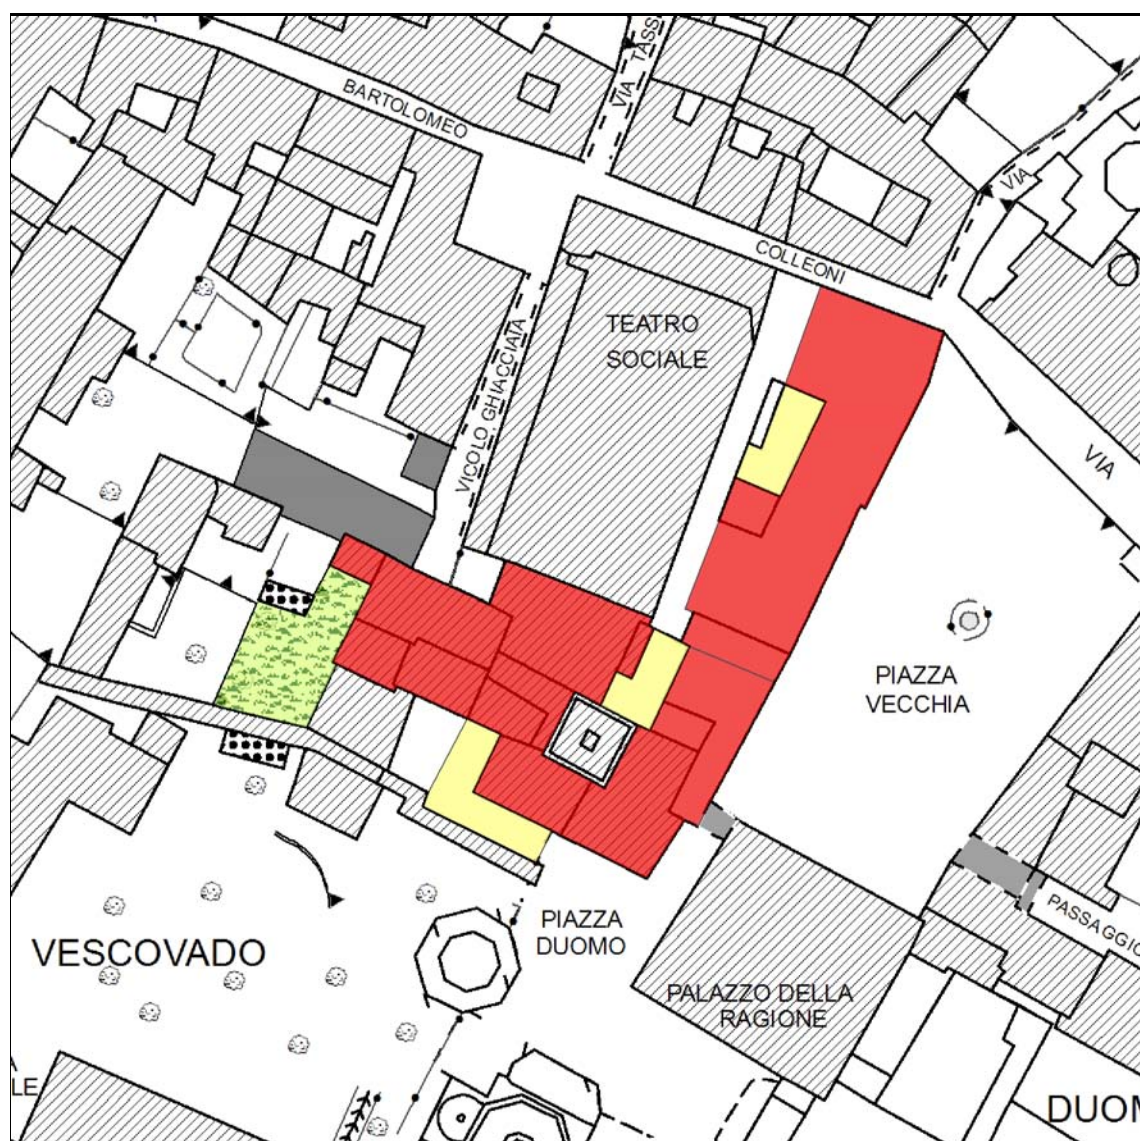 BARTOLOMEO
VIA TASS
VIA
COLLEONI
TEATRO
SOCIALE
VICOLO GHIACCIATA
VIA
PIAZZA
VECCHIA
PASSAGGIO
PIAZZA
DUOMO
VESCOVADO
PALAZZO DELLA
RAGIONE
LE
DUOM